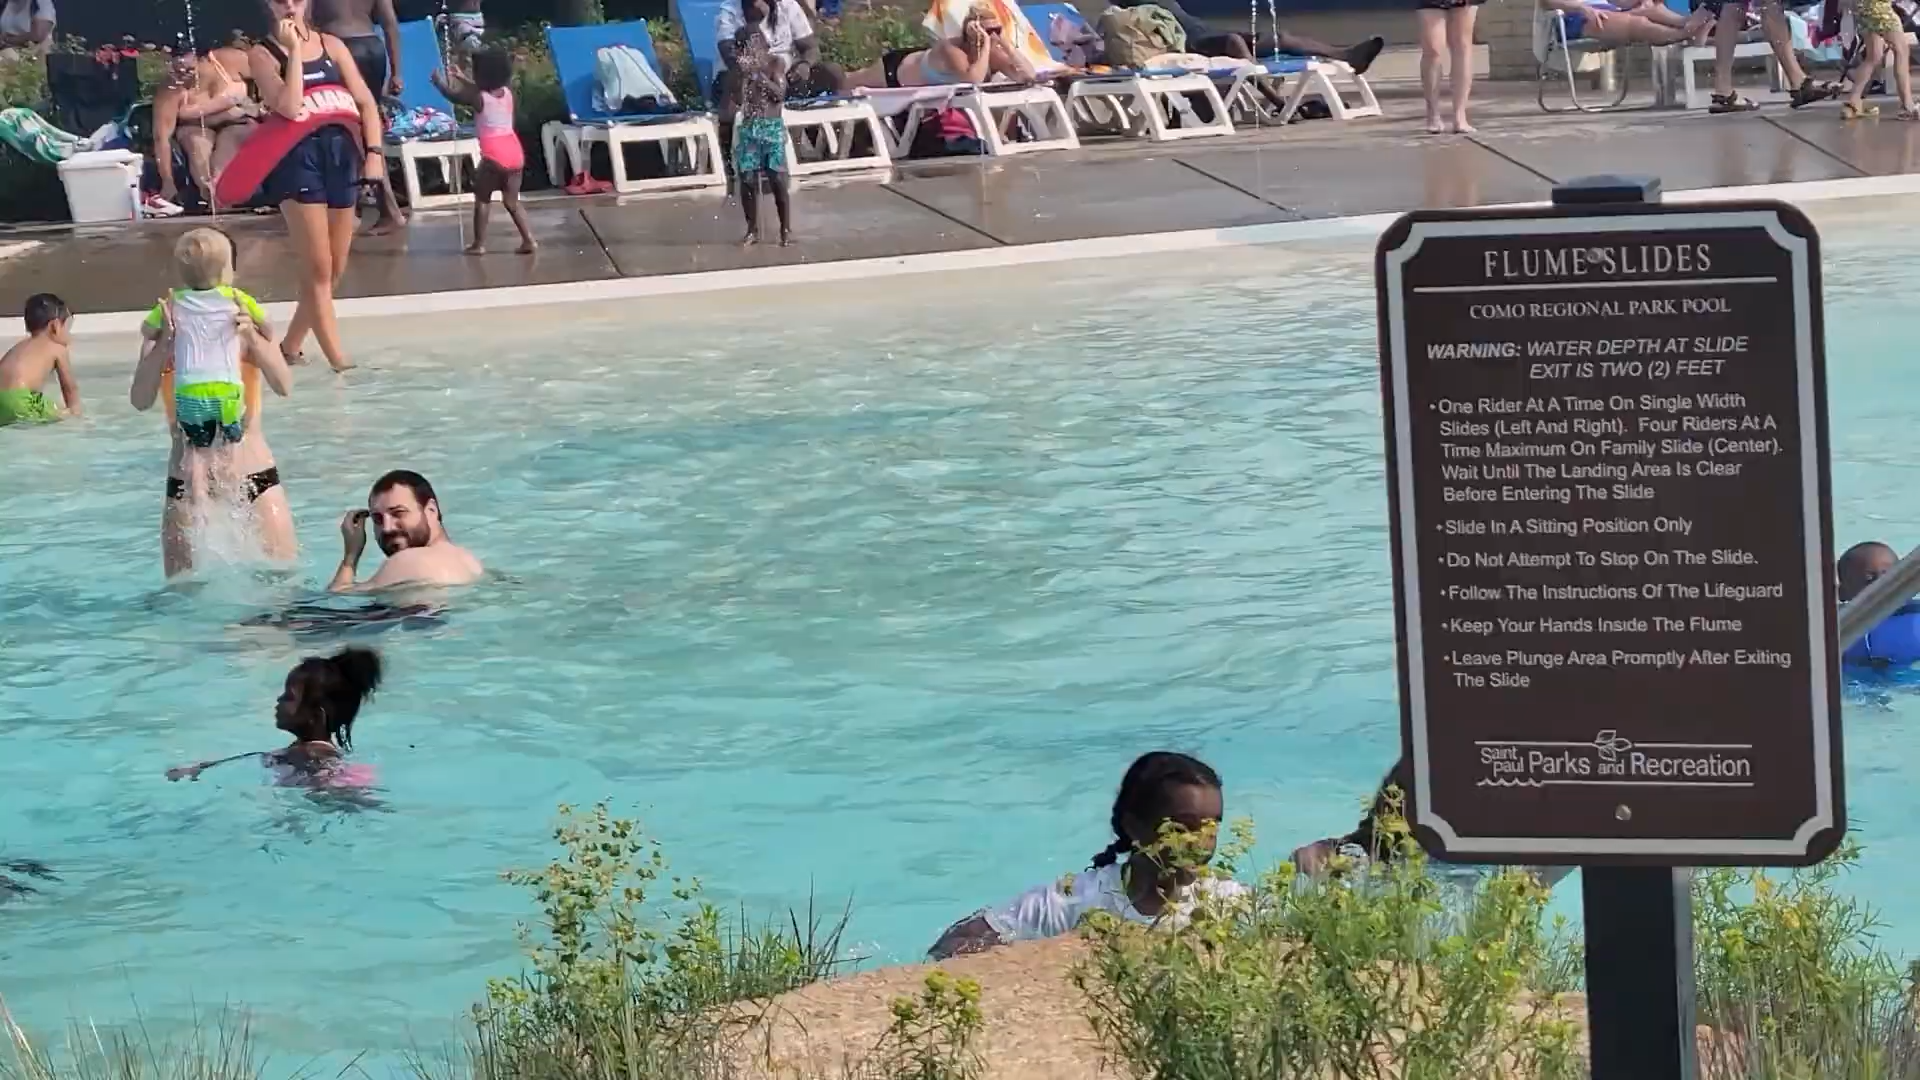 GUARD
FLUME SLIDES
COMO REGIONAL PARK POOL
WARNING: WATER DEPTH AT SLIDE
EXIT IS TWO (2) FEET
•One Rider At A Time On Single Width
Slides (Left And Right). Four Riders At A
Time Maximum On Family Slide (Center).
Wait Until The Landing Area Is Clear
Before Entering The Slide
•Slide In A Sitting Position Only
•Do Not Attempt To Stop On The Slide.
•Follow The Instructions Of The Lifeguard
•Keep Your Hands Inside The Flume
•Leave Plunge Area Promptly After Exiting
The Slide
Saint Paul Parks and Recreation